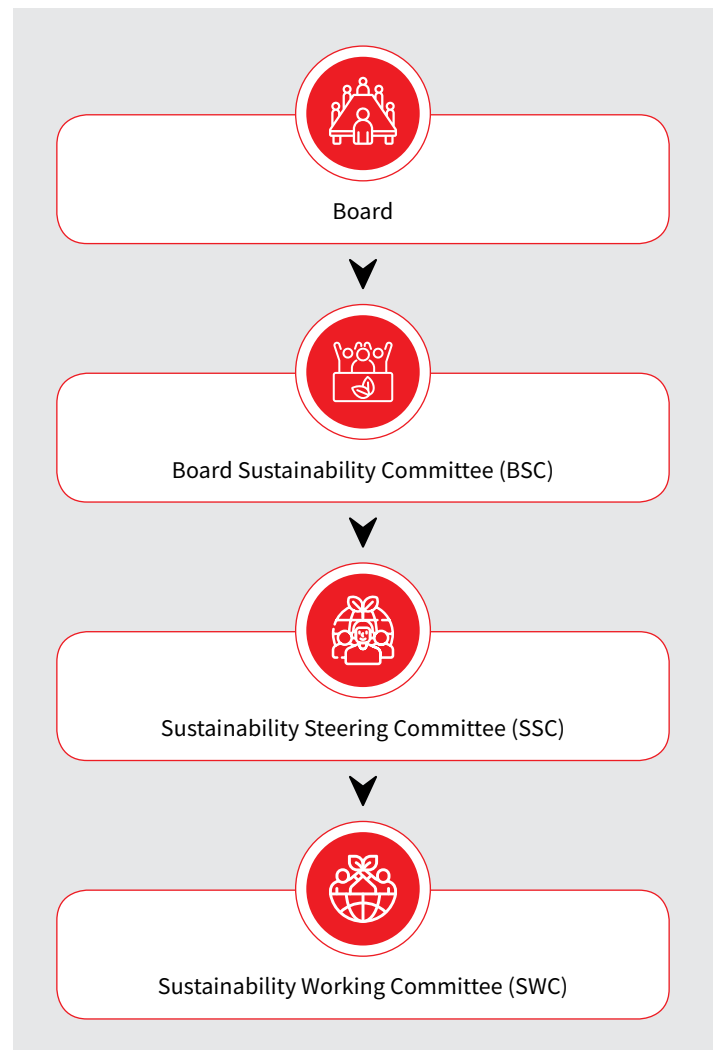 Board
Board Sustainability Committee (BSC)
Sustainability Steering Committee (SSC)
Sustainability Working Committee (SWC)